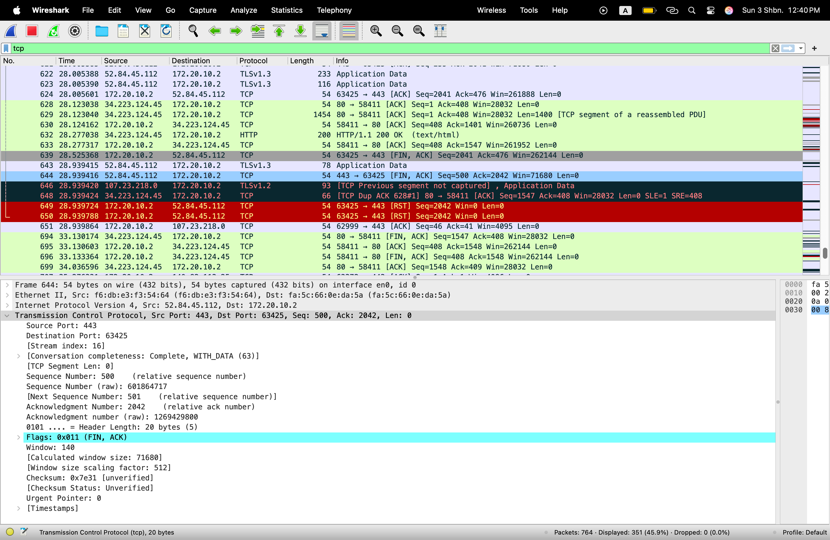 Wireshark File Edit View Go Capture Analyze Statistics Telephony Wireless Tools Help A Sun 3 Shbn. 12:40 PM
tcp
No. Time Source Destination Protocol Length Info
622 28.005388 52.84.45.112 172.20.10.2 TLSv1.3 233 Application Data
623 28.005390 52.84.45.112 172.20.10.2 TLSv1.3 116 Application Data
624 28.005601 172.20.10.2 52.84.45.112 TCP 54 63425 → 443 [ACK] Seq=2041 Ack=476 Win=261888 Len=0
628 28.123038 34.223.124.45 172.20.10.2 TCP 54 80 → 58411 [ACK] Seq=1 Ack=408 Win=28032 Len=0
629 28.123040 34.223.124.45 172.20.10.2 TCP 1454 80 → 58411 [ACK] Seq=1 Ack=408 Win=28032 Len=1400 [TCP segment of a reassembled PDU]
630 28.124162 172.20.10.2 34.223.124.45 TCP 54 58411 → 80 [ACK] Seq=408 Ack=1401 Win=260736 Len=0
632 28.277038 34.223.124.45 172.20.10.2 HTTP 200 HTTP/1.1 200 OK (text/html)
633 28.277317 172.20.10.2 34.223.124.45 TCP 54 58411 → 80 [ACK] Seq=408 Ack=1547 Win=261952 Len=0
639 28.525368 172.20.10.2 52.84.45.112 TCP 54 63425 → 443 [FIN, ACK] Seq=2041 Ack=476 Win=262144 Len=0
643 28.939415 52.84.45.112 172.20.10.2 TLSv1.3 78 Application Data
644 28.939416 52.84.45.112 172.20.10.2 TCP 54 443 → 63425 [FIN, ACK] Seq=500 Ack=2042 Win=71680 Len=0
646 28.939420 107.23.218.0 172.20.10.2 TLSv1.2 93 [TCP Previous segment not captured] , Application Data
648 28.939424 34.223.124.45 172.20.10.2 TCP 66 [TCP Dup ACK 628#1] 80 → 58411 [ACK] Seq=1547 Ack=408 Win=28032 Len=0 SLE=1 SRE=408
649 28.939724 172.20.10.2 52.84.45.112 TCP 54 63425 → 443 [RST] Seq=2042 Win=0 Len=0
650 28.939788 172.20.10.2 52.84.45.112 TCP 54 63425 → 443 [RST] Seq=2042 Win=0 Len=0
651 28.939864 172.20.10.2 107.23.218.0 TCP 54 62999 → 443 [ACK] Seq=46 Ack=41 Win=4095 Len=0
694 33.130174 34.223.124.45 172.20.10.2 TCP 54 80 → 58411 [FIN, ACK] Seq=1547 Ack=408 Win=28032 Len=0
695 33.130603 172.20.10.2 34.223.124.45 TCP 54 58411 → 80 [ACK] Seq=408 Ack=1548 Win=262144 Len=0
696 33.133364 172.20.10.2 34.223.124.45 TCP 54 58411 → 80 [FIN, ACK] Seq=408 Ack=1548 Win=262144 Len=0
699 34.036596 34.223.124.45 172.20.10.2 TCP 54 80 → 58411 [ACK] Seq=1548 Ack=409 Win=28032 Len=0
Frame 644: 54 bytes on wire (432 bits), 54 bytes captured (432 bits) on interface en0, id 0
Ethernet II, Src: f6:db:e3:f3:54:64 (f6:db:e3:f3:54:64), Dst: fa:5c:66:0e:da:5a (fa:5c:66:0e:da:5a)
Internet Protocol Version 4, Src: 52.84.45.112, Dst: 172.20.10.2
Transmission Control Protocol, Src Port: 443, Dst Port: 63425, Seq: 500, Ack: 2042, Len: 0
Source Port: 443
Destination Port: 63425
[Stream index: 16]
[Conversation completeness: Complete, WITH_DATA (63)]
[TCP Segment Len: 0]
Sequence Number: 500 (relative sequence number)
Sequence Number (raw): 601864717
[Next Sequence Number: 501 (relative sequence number)]
Acknowledgment Number: 2042 (relative ack number)
Acknowledgment number (raw): 1269429800
0101 .... = Header Length: 20 bytes (5)
Flags: 0x011 (FIN, ACK)
Window: 140
[Calculated window size: 71680]
[Window size scaling factor: 512]
Checksum: 0x7e31 [unverified]
[Checksum Status: Unverified]
Urgent Pointer: 0
[Timestamps]
0000 fa 5
0010 00 2
0020 0a 0
0030 00 8
Transmission Control Protocol (tcp), 20 bytes Packets: 764 · Displayed: 351 (45.9%) · Dropped: 0 (0.0%) Profile: Default